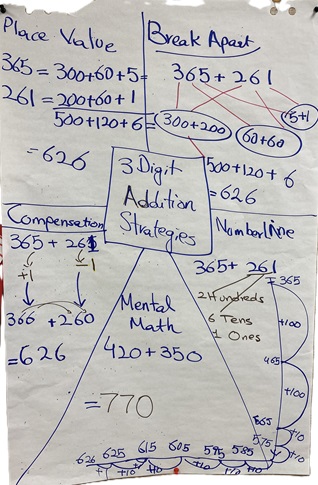 Place Value
365 = 300+60+5 =
261 = 200+60+1
500+120+6 =
= 626
Break Apart
365 + 261
300+200
60+60
5+1
500+120+6
= 626
3 Digit
Addition
Strategies
Compensation
365 + 261
+1 -1
366 + 260
= 626
Numberline
365 + 261
2 Hundreds
6 Tens
1 Ones
365
+100
465
+100
565
+10
575
+10
Mental
Math
420 + 350
= 770
626 625 615 605 595 585
+1 +10 +10 +10 +10 +10